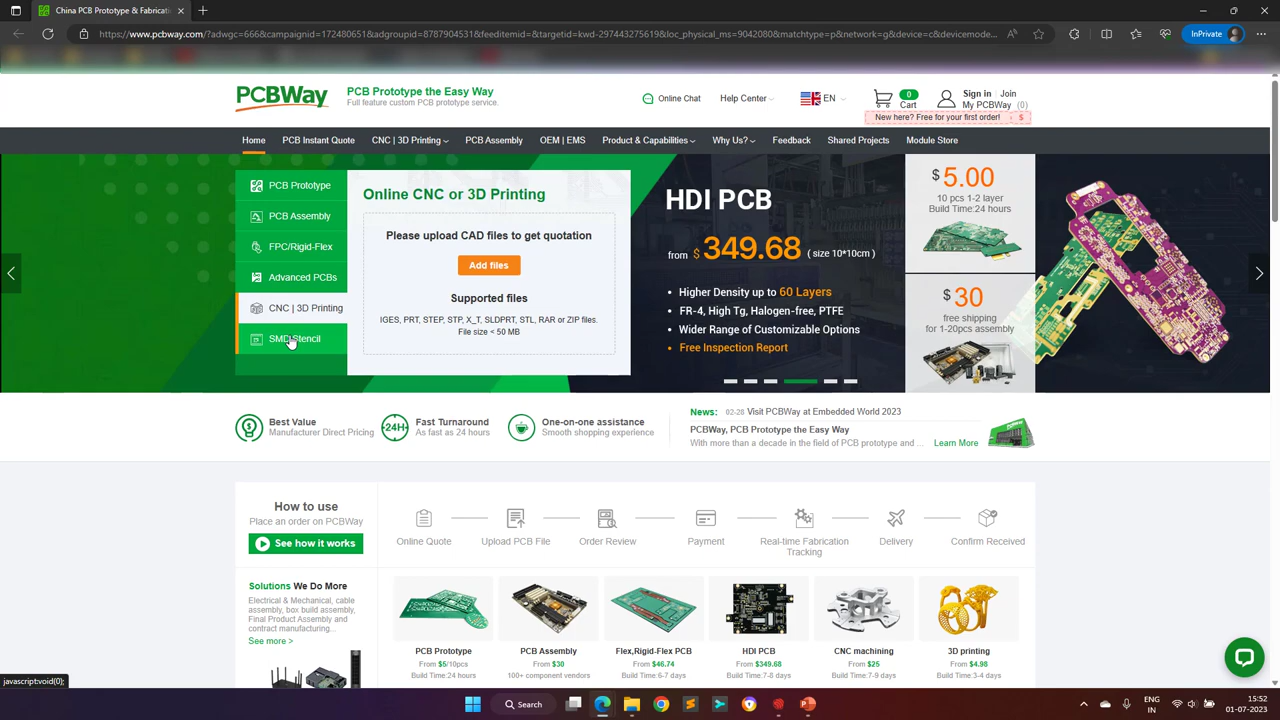 China PCB Prototype & Fabricati
https://www.pcbway.com/?adwgc=666&campaignid=172480651&adgroupid=8787904531&feeditemid=&targetid=kwd-297443275619&loc_physical_ms=9042080&matchtype=p&network=g&device=c&devicemode...
InPrivate
PCBWay
PCB Prototype the Easy Way
Full feature custom PCB prototype service.
Online Chat
Help Center
EN
0
Cart
Sign in
Join
My PCBWay (0)
New here? Free for your first order!
$
Home
PCB Instant Quote
CNC | 3D Printing
PCB Assembly
OEM | EMS
Product & Capabilities
Why Us?
Feedback
Shared Projects
Module Store
PCB Prototype
PCB Assembly
FPC/Rigid-Flex
Advanced PCBs
CNC | 3D Printing
SMD Stencil
Online CNC or 3D Printing
Please upload CAD files to get quotation
Add files
Supported files
IGES, PRT, STEP, STP, X_T, SLDPRT, STL, RAR or ZIP files.
File size < 50 MB
HDI PCB
from $ 349.68 ( size 10*10cm )
Higher Density up to 60 Layers
FR-4, High Tg, Halogen-free, PTFE
Wider Range of Customizable Options
Free Inspection Report
$ 5.00
10 pcs 1-2 layer
Build Time:24 hours
$ 30
free shipping
for 1-20pcs assembly
Best Value
Manufacturer Direct Pricing
24H
Fast Turnaround
As fast as 24 hours
One-on-one assistance
Smooth shopping experience
News: 02-28 Visit PCBWay at Embedded World 2023
PCBWay, PCB Prototype the Easy Way
With more than a decade in the field of PCB prototype and ... Learn More
How to use
Place an order on PCBWay
See how it works
Online Quote
Upload PCB File
Order Review
Payment
Real-time Fabrication
Tracking
Delivery
Confirm Received
Solutions We Do More
Electrical & Mechanical, cable
assembly, box build assembly,
Final Product Assembly and
contract manufacturing...
See more >
PCB Prototype
From $5/10pcs
Build Time:24 hours
PCB Assembly
From $30
100+ component vendors
Flex,Rigid-Flex PCB
From $46.74
Build Time:6-7 days
HDI PCB
From $349.68
Build Time:7-8 days
CNC machining
From $25
Build Time:7-9 days
3D printing
From $4.98
Build Time:3-4 days
javascript:void(0);
Search
ENG
IN
15:52
01-07-2023